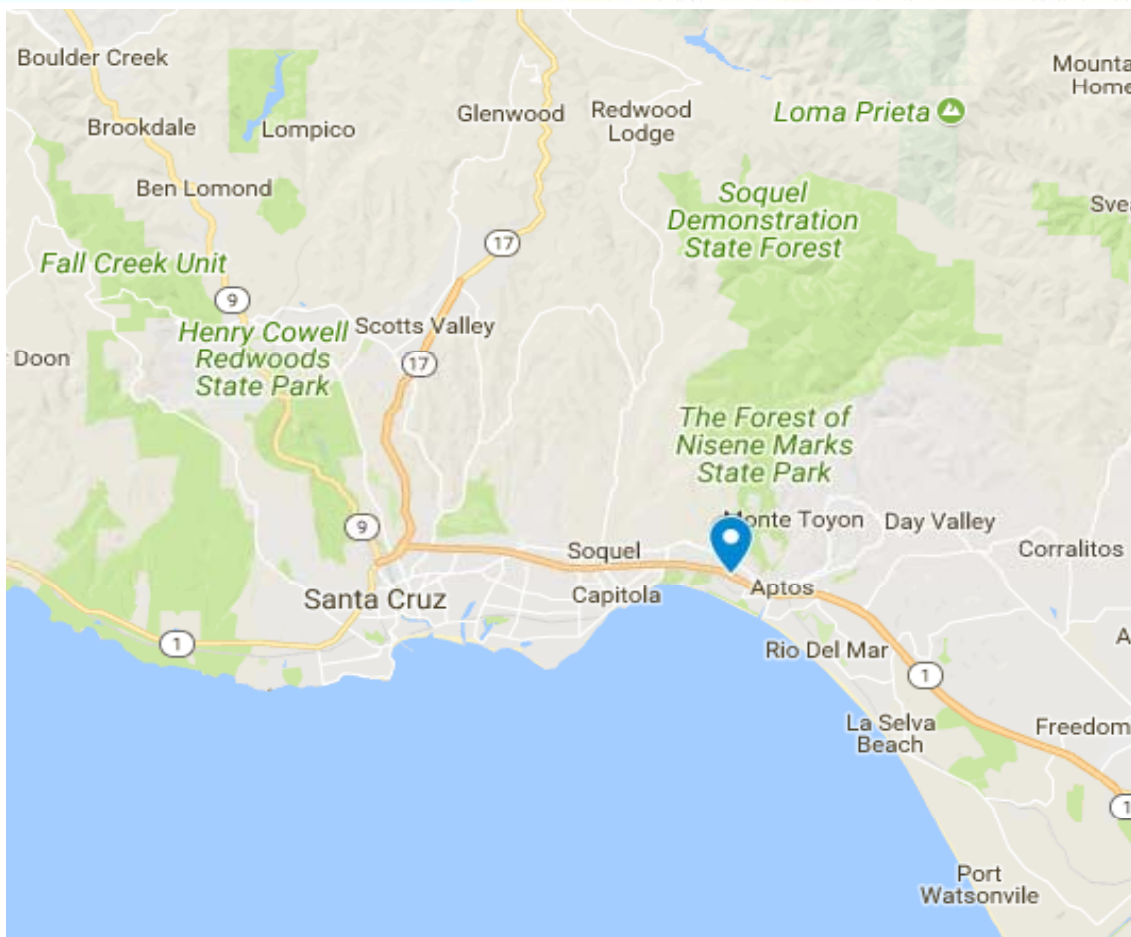 Boulder Creek
Mounta
Home
Brookdale
Lompico
Glenwood
Redwood
Lodge
Loma Prieta
Ben Lomond
Soquel
Demonstration
State Forest
Sve
17
Fall Creek Unit
9
Henry Cowell
Redwoods
State Park
Scotts Valley
Doon
17
The Forest of
Nisene Marks
State Park
9
Monte Toyon
Day Valley
Soquel
Corralitos
Santa Cruz
Capitola
Aptos
1
A
Rio Del Mar
1
La Selva
Beach
Freedom
1
Port
Watsonvile